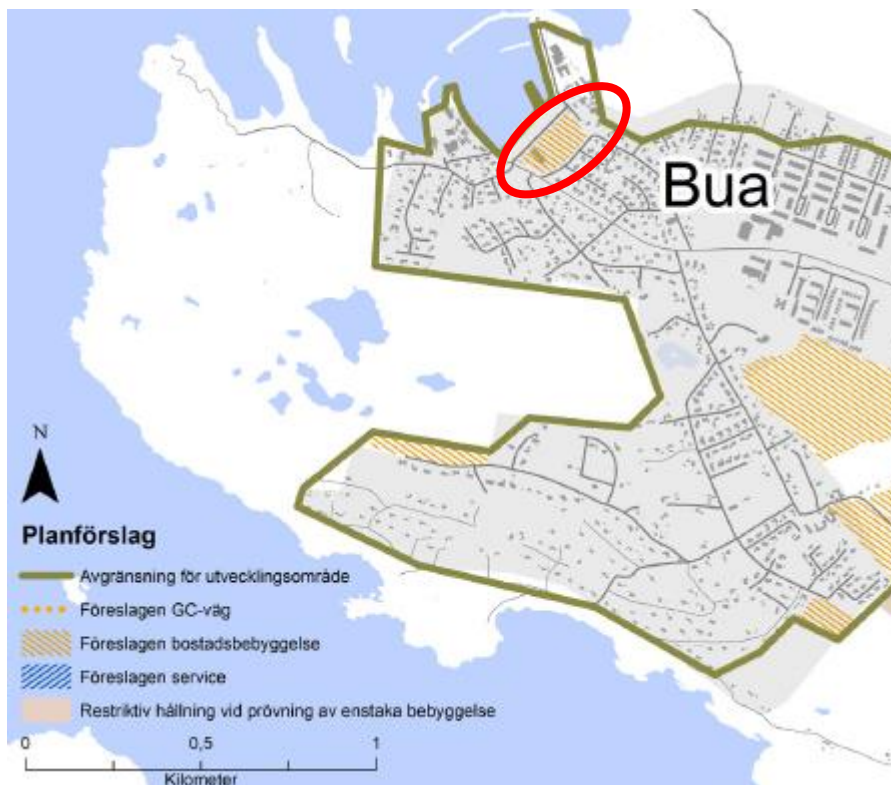 Bua
N
Planförslag
Avgränsning för utvecklingsområde
Föreslagen GC-väg
Föreslagen bostadsbebyggelse
Föreslagen service
Restriktiv hållning vid prövning av enstaka bebyggelse
0 0,5 1
Kilometer